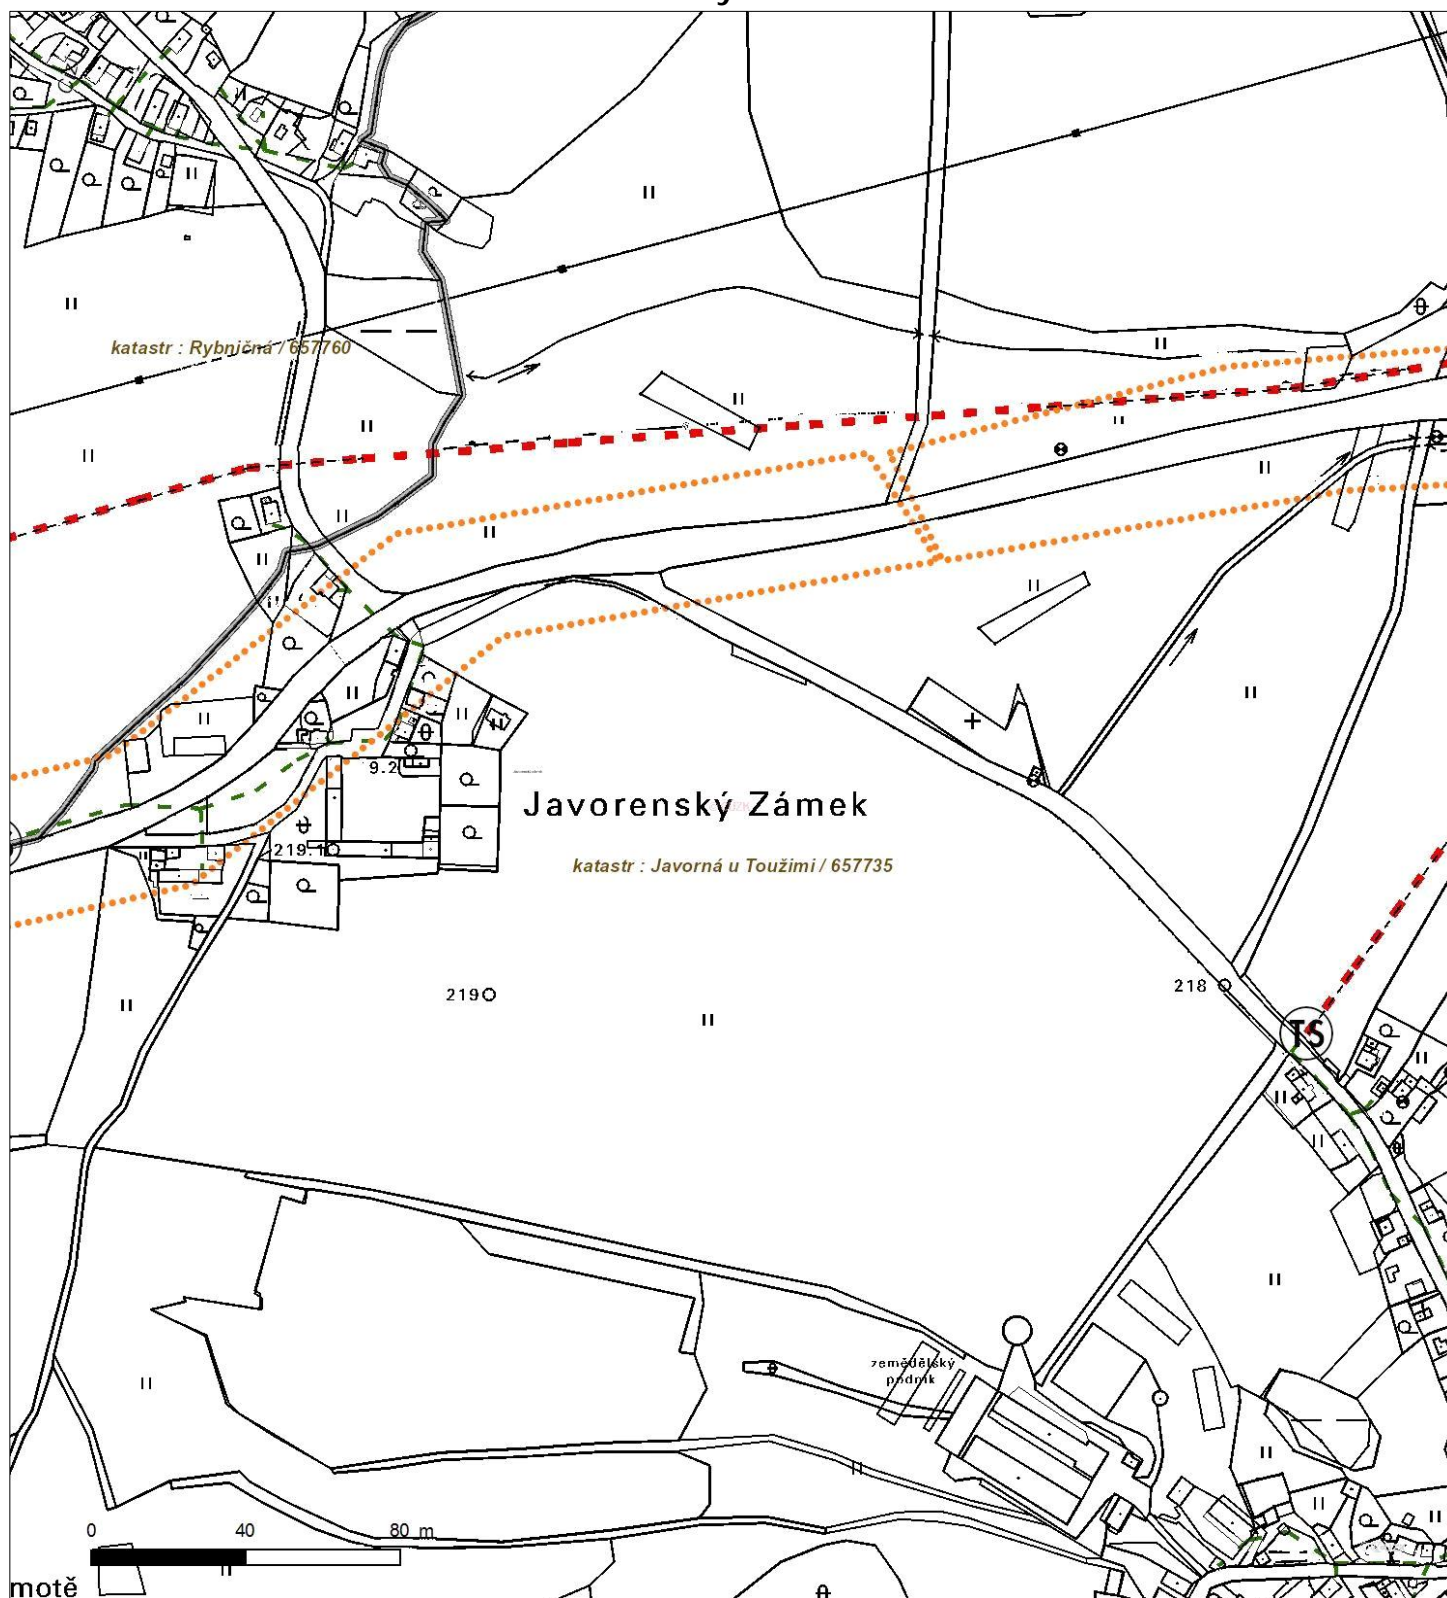 katastr : Rybničná / 657760
9.2
Javorenský Zámek
219.1
katastr : Javorná u Toužimi / 657735
219
218
TS
zemědělský
podnik
0 40 80 m
motě